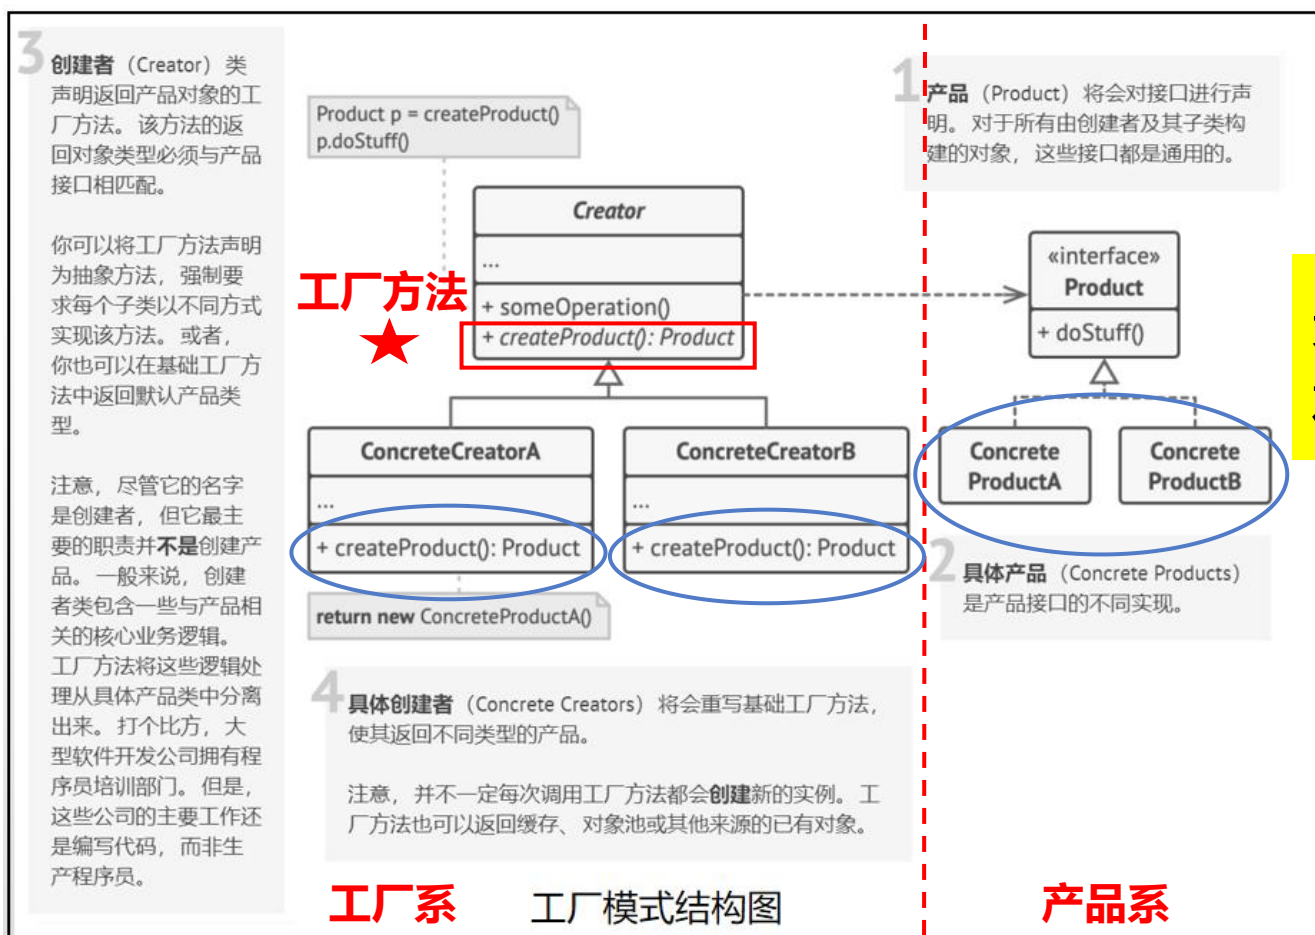 3
创建者（Creator）类
声明返回产品对象的工
厂方法。该方法的返
回对象类型必须与产品
接口相匹配。
你可以将工厂方法声明
为抽象方法，强制要
求每个子类以不同方式
实现该方法。或者，
你也可以在基础工厂方
法中返回默认产品类
型。
注意，尽管它的名字
是创建者，但它最主
要的职责并不是创建产
品。一般来说，创建
者类包含一些与产品相
关的核心业务逻辑。
工厂方法将这些逻辑处
理从具体产品类中分离
出来。打个比方，大
型软件开发公司拥有程
序员培训部门。但是，
这些公司的主要工作还
是编写代码，而非生
产程序员。
Product p = createProduct()
p.doStuff()
Creator
...
+ someOperation()
+ createProduct(): Product
工厂方法
ConcreteCreatorA
...
+ createProduct(): Product
return new ConcreteProductA()
ConcreteCreatorB
...
+ createProduct(): Product
1
产品（Product）将会对接口进行声
明。对于所有由创建者及其子类构
建的对象，这些接口都是通用的。
«interface»
Product
+ doStuff()
Concrete
ProductA
Concrete
ProductB
2
具体产品（Concrete Products）
是产品接口的不同实现。
4
具体创建者（Concrete Creators）将会重写基础工厂方法，
使其返回不同类型的产品。
注意，并不一定每次调用工厂方法都会创建新的实例。工
厂方法也可以返回缓存、对象池或其他来源的已有对象。
工厂系
工厂模式结构图
产品系